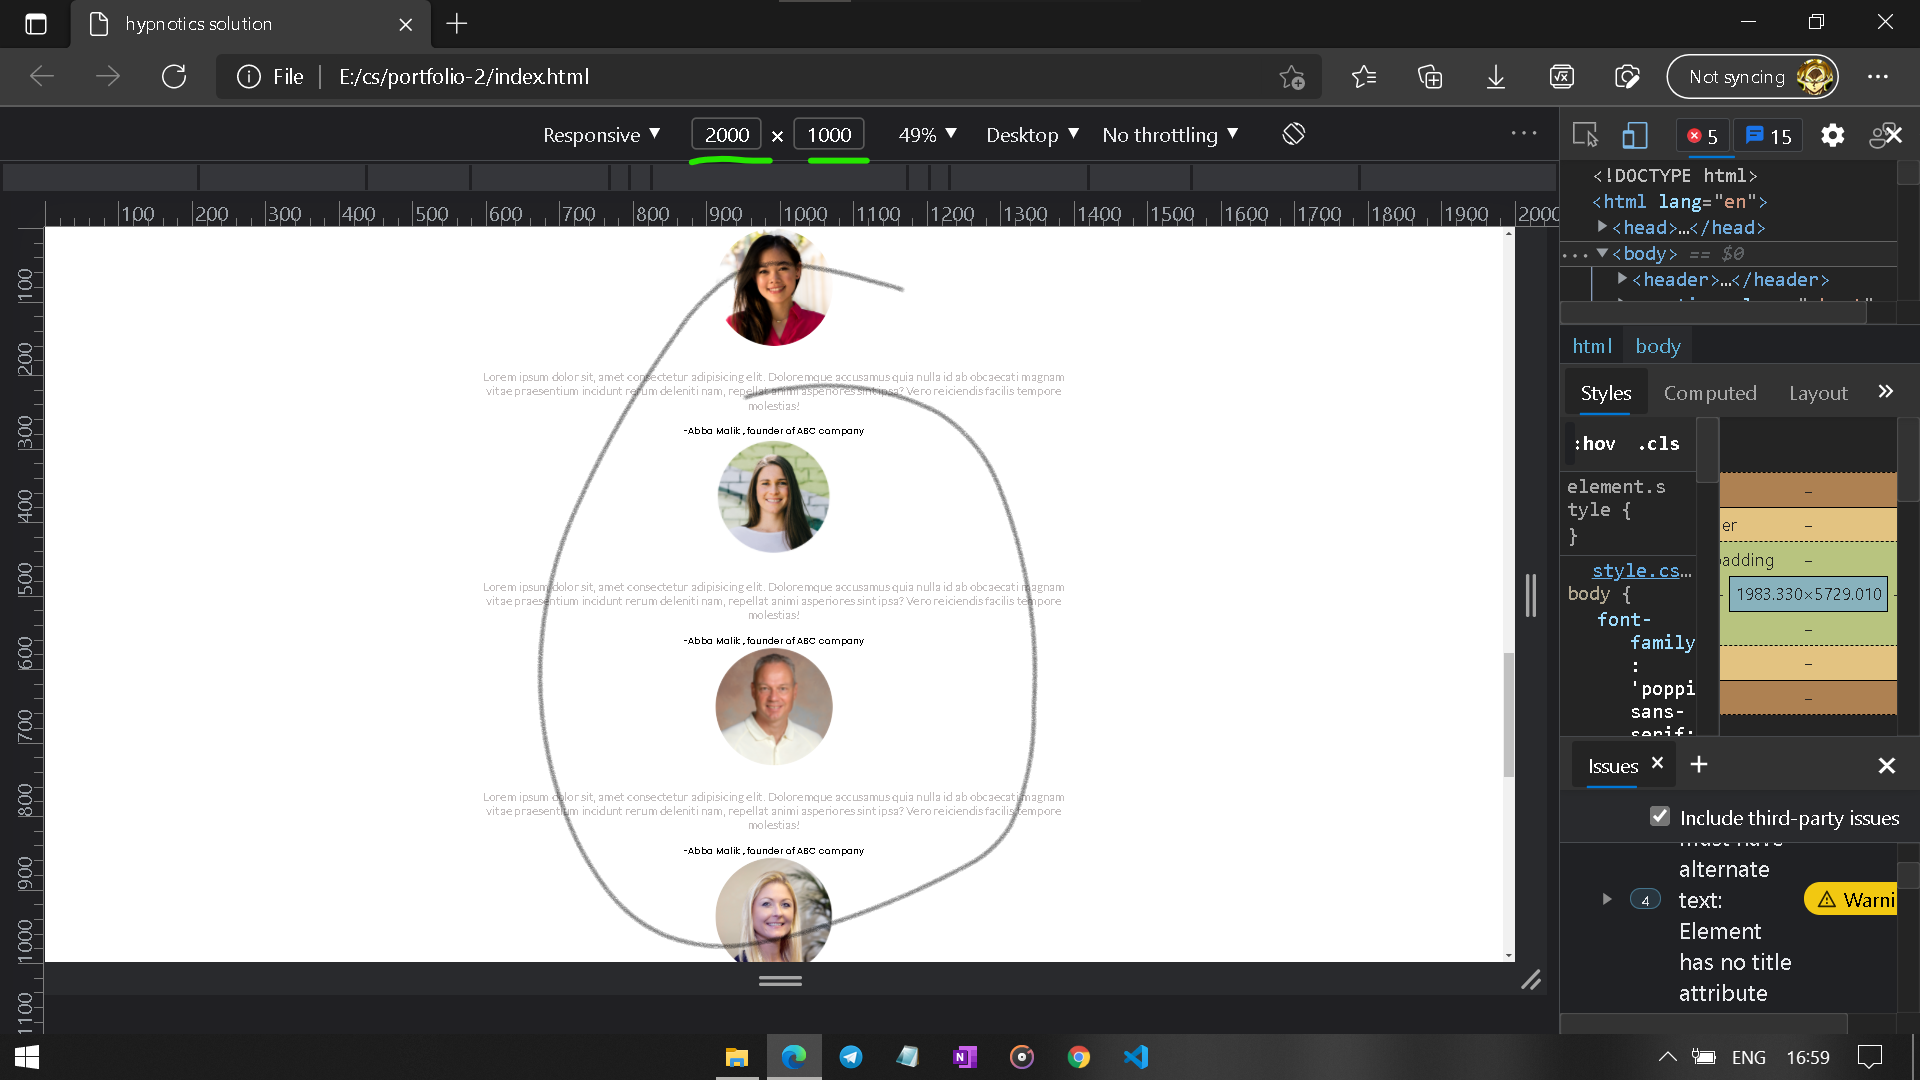 hypnotics solution
File
E:/cs/portfolio-2/index.html
Not syncing
Responsive ▼ 2000 × 1000 49% ▼ Desktop ▼ No throttling ▼
5 15
100 200 300 400 500 600 700 800 900 1000 1100 1200 1300 1400 1500 1600 1700 1800 1900 2000
100
200
300
400
500
600
700
800
900
1000
1100
Lorem ipsum dolor sit, amet consectetur adipisicing elit. Doloremque accusamus quia nulla id ab obcaecati magnam
vitae praesentium incidunt rerum deleniti nam, repellat animi asperiores sint ipsa? Vero reiciendis facilis tempore
molestias!
-Abba Malik, founder of ABC company
Lorem ipsum dolor sit, amet consectetur adipisicing elit. Doloremque accusamus quia nulla id ab obcaecati magnam
vitae praesentium incidunt rerum deleniti nam, repellat animi asperiores sint ipsa? Vero reiciendis facilis tempore
molestias!
-Abba Malik, founder of ABC company
Lorem ipsum dolor sit, amet consectetur adipisicing elit. Doloremque accusamus quia nulla id ab obcaecati magnam
vitae praesentium incidunt rerum deleniti nam, repellat animi asperiores sint ipsa? Vero reiciendis facilis tempore
molestias!
-Abba Malik, founder of ABC company
<!DOCTYPE html>
<html lang="en">
<head>…</head>
<body> == $0
<header>…</header>
html body
Styles Computed Layout »
:hov .cls
element.s
tyle {
}
style.cs…
body {
font-
family
:
'poppi
sans-
serif;
er –
adding –
1983.330×5729.010
Issues
Include third-party issues
must have
alternate
text:
Element
has no title
attribute
4
Warni
ENG 16:59